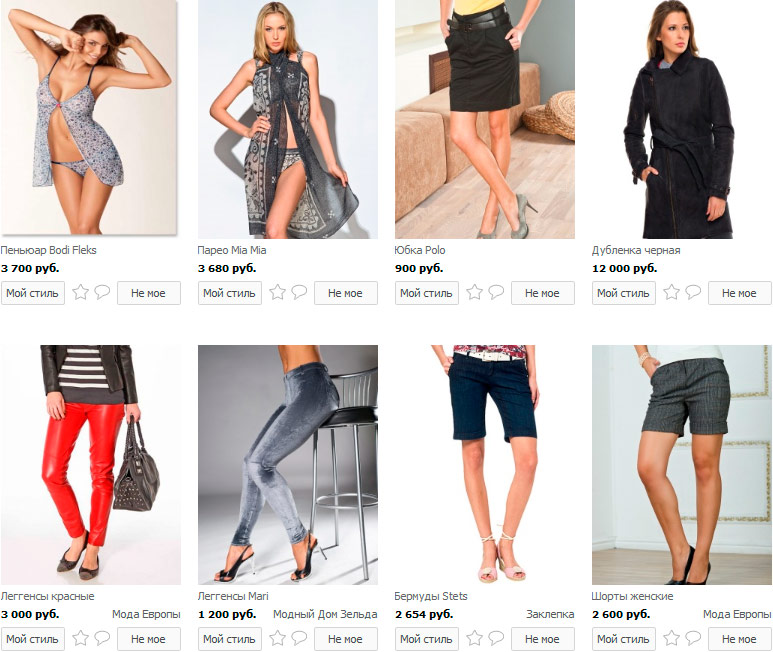 Пеньюар Bodi Fleks
3 700 руб.
Мой стиль Не мое
Парео Mia Mia
3 680 руб.
Мой стиль Не мое
Юбка Polo
900 руб.
Мой стиль Не мое
Дубленка черная
12 000 руб.
Мой стиль Не мое
Леггенсы красные
3 000 руб. Мода Европы
Мой стиль Не мое
Леггенсы Mari
1 200 руб. Модный Дом Зельда
Мой стиль Не мое
Бермуды Stets
2 654 руб. Заклепка
Мой стиль Не мое
Шорты женские
2 600 руб. Мода Европы
Мой стиль Не мое